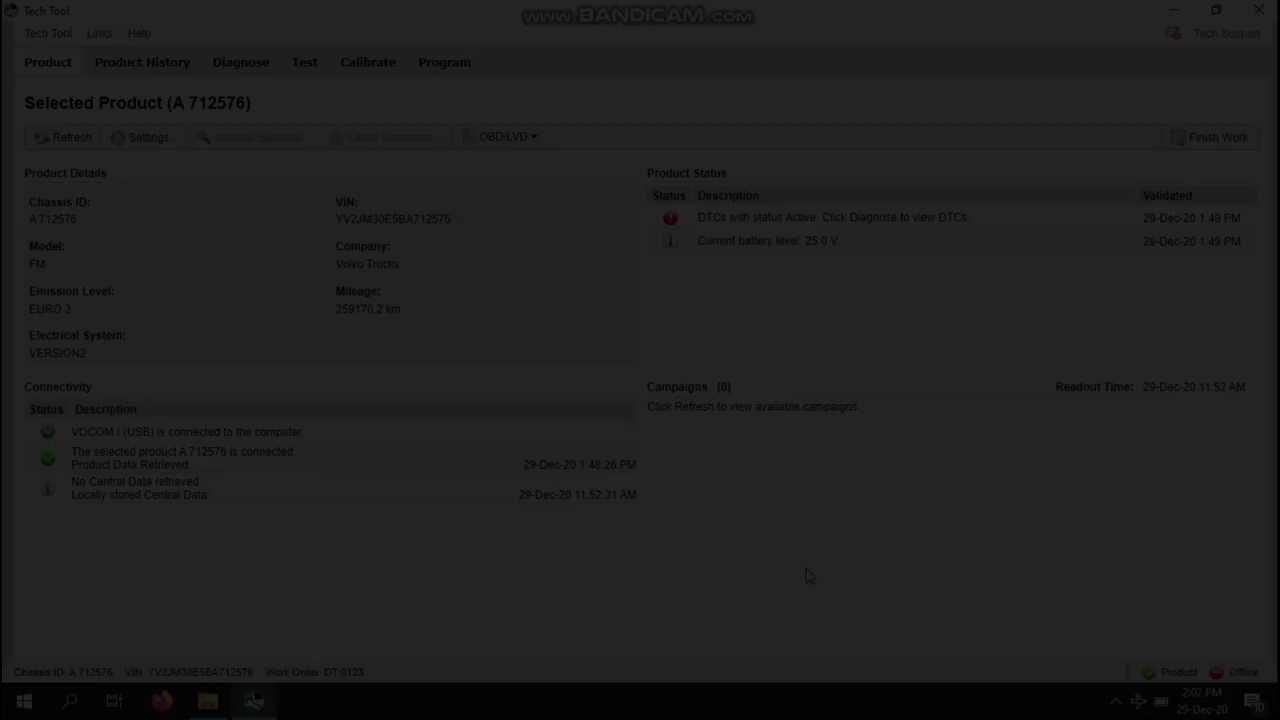 Tech Tool
www.BANDICAM.com
Tech Tool Links Help
Tech Support
Product Product History Diagnose Test Calibrate Program
Selected Product (A 712576)
Refresh Settings OBD/LVD Finish Work
Product Details
Chassis ID: VIN:
A 712576 YV2JM30E5BA712576
Model: Company:
FM Volvo Trucks
Emission Level: Mileage:
EURO 3 259170.2 km
Electrical System:
VERSION2
Product Status
Status Description Validated
DTCs with status Active. Click Diagnose to view DTCs. 29-Dec-20 1:49 PM
Current battery level: 25.0 V. 29-Dec-20 1:49 PM
Connectivity
Status Description
VOCOM I (USB) is connected to the computer.
The selected product A 712576 is connected
Product Data Retrieved. 29-Dec-20 1:48:26 PM
No Central Data retrieved
Locally stored Central Data: 29-Dec-20 11:52:31 AM
Campaigns (0) Readout Time: 29-Dec-20 11:52 AM
Click Refresh to view available campaigns
Chassis ID: A 712576 VIN: YV2JM30E5BA712576 Work Order: DT 0125 Product Offline
2:02 PM
29-Dec-20
10